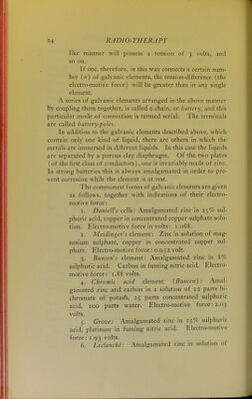 24 RADIO-THERAPY
like manner will possess a tension of 3 volts, and
so on.
If one, therefore, in this way connects a certain num-
ber (n) of galvanic elements, the tension-difference (the
electro-motive force) will be greater than in any single
element.
A series of galvanic elements arranged in the above manner
by coupling them together, is called a chain, or battery, and this
particular mode of connection is termed serial. The terminals
are called battery-poles.
In addition to the galvanic elements described above, which
contain only one kind of liquid, there are others in which the
metals are immersed in different liquids. In this case the liquids
are separated by a porous clay diaphragm. Of the two plates
(of the first class of conductors), one is invariably made of zinc.
In strong batteries this is always amalgamated in order to pre-
vent corrosion while the element is at rest.
The commonest forms of galvanic elements are given
as follows, together with indications of their electro-
motive force:
1. Daniell's cells: Amalgamated zinc in 25% sul-
phuric acid, copper in concentrated copper sulphate solu-
tion. Electro-motive force in volts: 1.068.
2. Meidinger's element: Zinc in solution of mag-
nesium sulphate, copper in concentrated copper sul-
phate. Electro-motive force: 0.952 volt.
3. Bunsen's element: Amalgamated zinc in 8%
sulphuric acid. Carbon in fuming nitric acid. Electro-
motive force: 1.88 volts.
4. Chromic acid element (Bunsen): Amal-
gamated zinc and carbon in a solution of 12 parts bi-
chromate of potash, 25 parts concentrated sulphuric
acid, 100 parts water. Electro-motive force: 2.03
volts.
5. Grove: Amalgamated zinc in 25% sulphuric
acid, platinum in fuming nitric acid. Electro-motive
force: 1.93 volts.
6. Leclanché: Amalgamated zinc in solution of